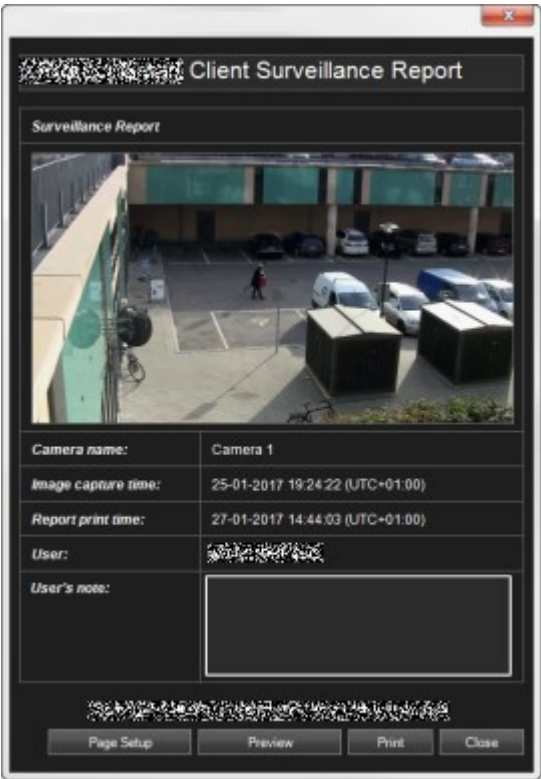 Client Surveillance Report
Surveillance Report
Camera name: Camera 1
Image capture time: 25-01-2017 19:24:22 (UTC+01:00)
Report print time: 27-01-2017 14:44:03 (UTC+01:00)
User:
User's note:
Page Setup Preview Print Close